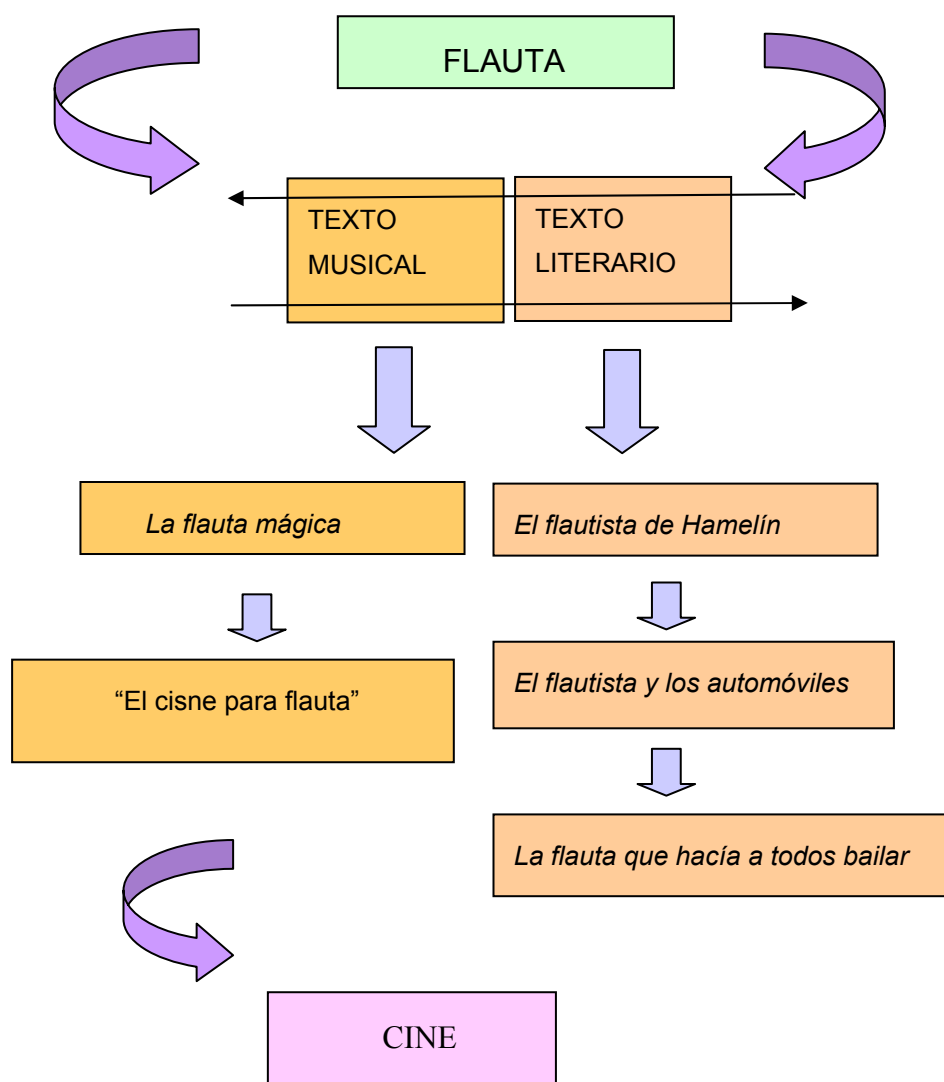 FLAUTA
TEXTO
MUSICAL
TEXTO
LITERARIO
La flauta mágica
El flautista de Hamelín
“El cisne para flauta”
El flautista y los automóviles
La flauta que hacía a todos bailar
CINE